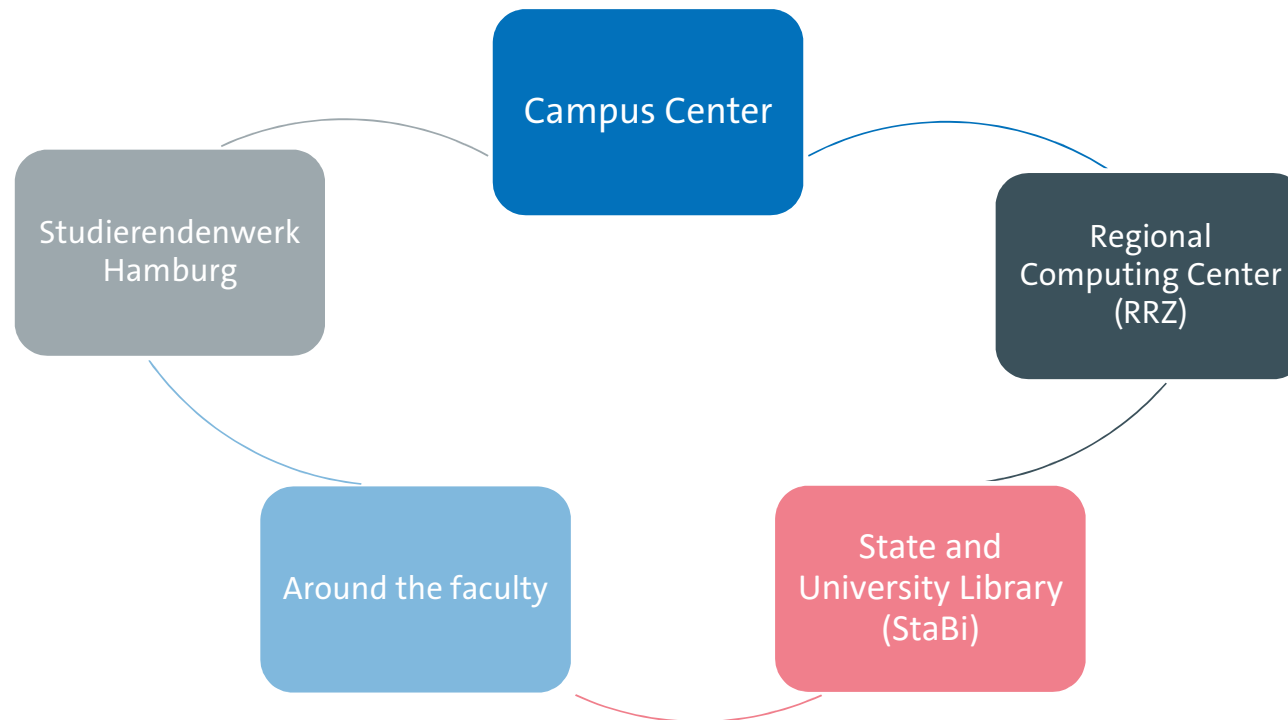 Campus Center
Studierendenwerk
Hamburg
Regional
Computing Center
(RRZ)
Around the faculty
State and
University Library
(StaBi)